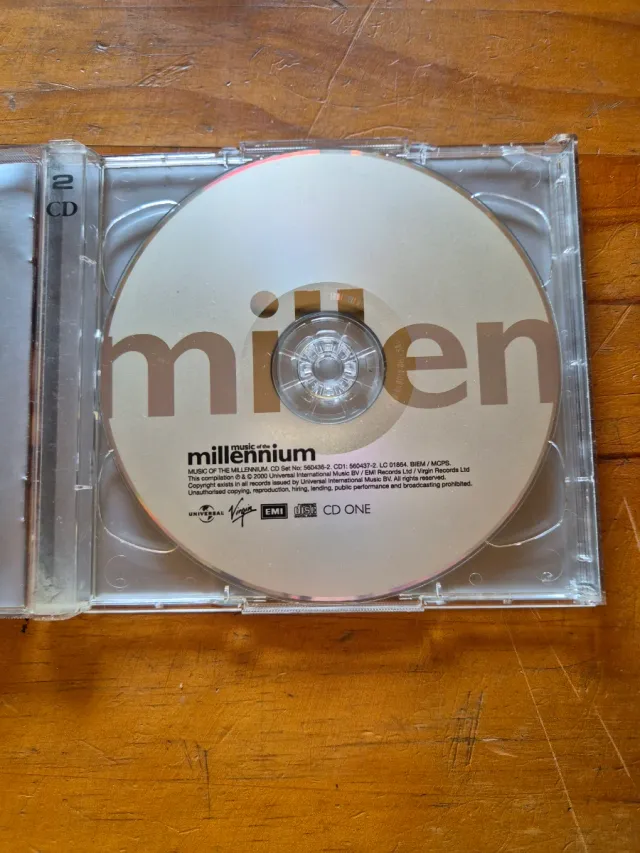 2
CD
millen
music of the
millennium
MUSIC OF THE MILLENNIUM. CD Set No: 560436-2. CD1: 560437-2. LC 01864. BIEM / MCPS.
This compilation ℗ & © 2000 Universal International Music BV / EMI Records Ltd / Virgin Records Ltd
Copyright exists in all records issued by Universal International Music BV. All rights reserved.
Unauthorised copying, reproduction, hiring, lending, public performance and broadcasting prohibited.
UNIVERSAL Virgin EMI CD ONE